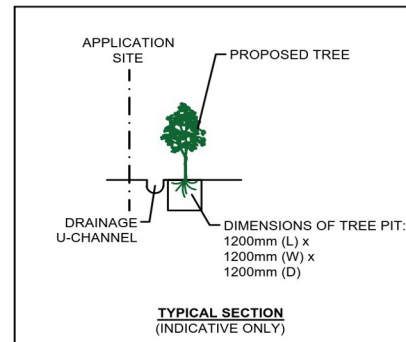 APPLICATION
SITE
PROPOSED TREE
DRAINAGE
U-CHANNEL
DIMENSIONS OF TREE PIT:
1200mm (L) x
1200mm (W) x
1200mm (D)
TYPICAL SECTION
(INDICATIVE ONLY)